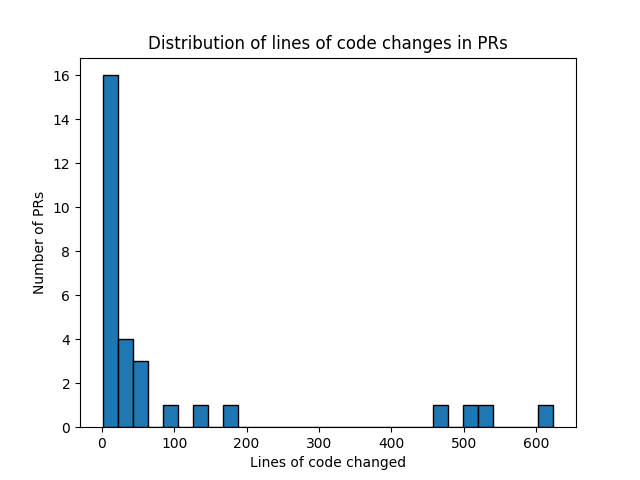 Distribution of lines of code changes in PRs
16
14
12
10
8
6
4
2
0
Number of PRs
0 100 200 300 400 500 600
Lines of code changed